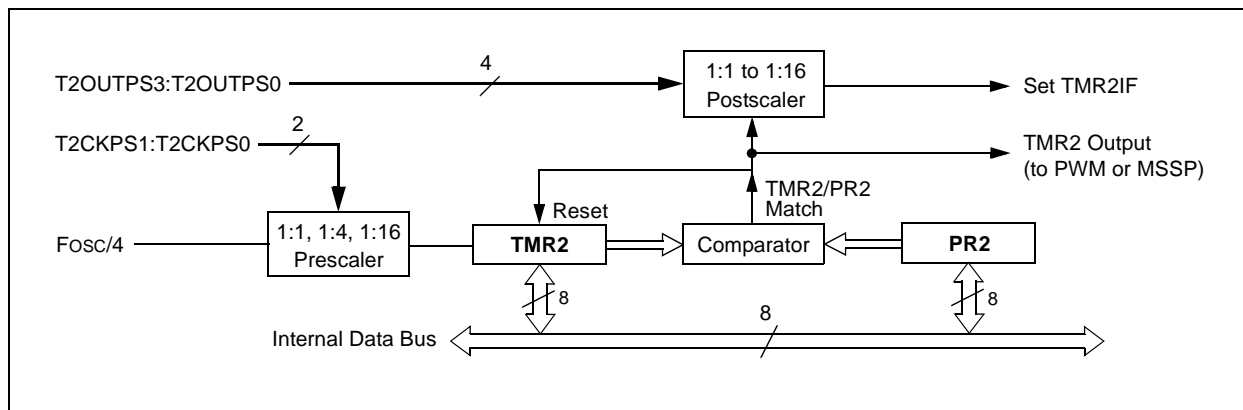 T2OUTPS3:T2OUTPS0
4
1:1 to 1:16
Postscaler
Set TMR2IF
T2CKPS1:T2CKPS0
2
TMR2 Output
(to PWM or MSSP)
TMR2/PR2
Match
Reset
FOSC/4
1:1, 1:4, 1:16
Prescaler
TMR2
Comparator
PR2
8
8
Internal Data Bus
8